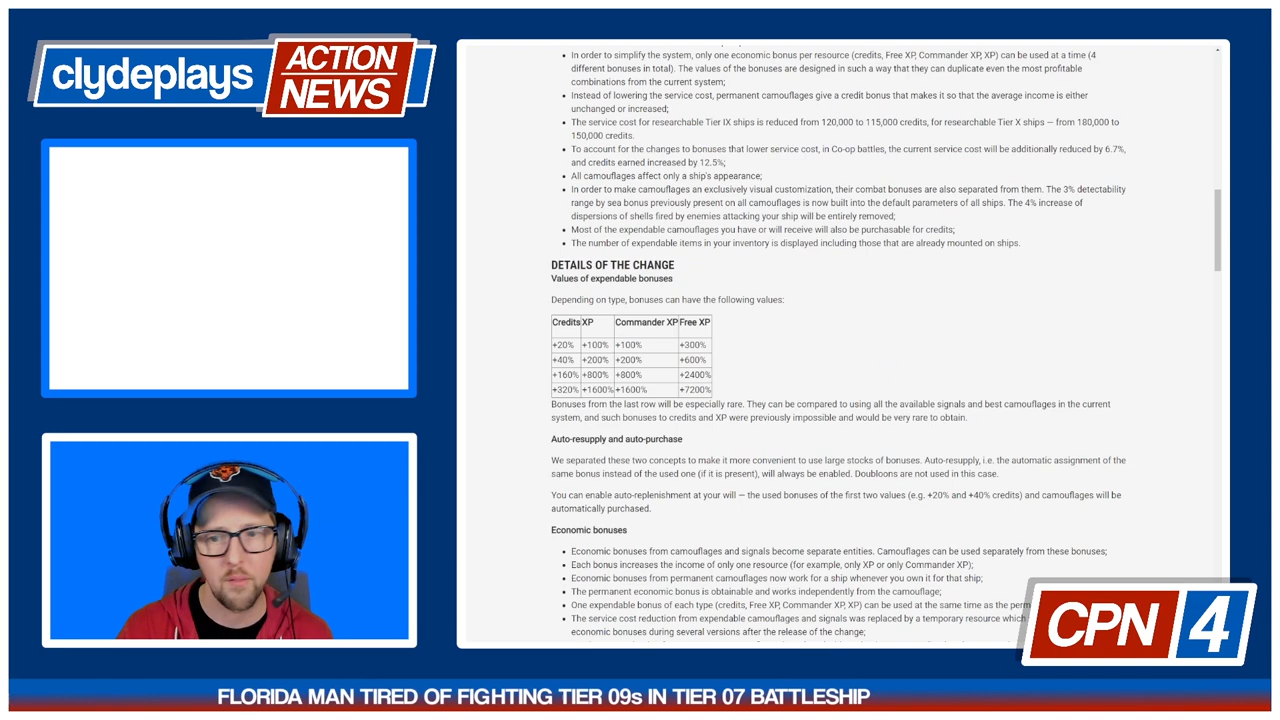 clydeplays
ACTION
NEWS
In order to simplify the system, only one economic bonus per resource (credits, Free XP, Commander XP, XP) can be used at a time (4
different bonuses in total). The values of the bonuses are designed in such a way that they can duplicate even the most profitable
combinations from the current system;
Instead of lowering the service cost, permanent camouflages give a credit bonus that makes it so that the average income is either
unchanged or increased;
The service cost for researchable Tier IX ships is reduced from 120,000 to 115,000 credits, for researchable Tier X ships — from 180,000 to
150,000 credits.
To account for the changes to bonuses that lower service cost, in Co-op battles, the current service cost will be additionally reduced by 6.7%,
and credits earned increased by 12.5%;
All camouflages affect only a ship's appearance;
In order to make camouflages an exclusively visual customization, their combat bonuses are also separated from them. The 3% detectability
range by sea bonus previously present on all camouflages is now built into the default parameters of all ships. The 4% increase of
dispersions of shells fired by enemies attacking your ship will be entirely removed;
Most of the expendable camouflages you have or will receive will also be purchasable for credits;
The number of expendable items in your inventory is displayed including those that are already mounted on ships.
DETAILS OF THE CHANGE
Values of expendable bonuses
Depending on type, bonuses can have the following values:
Credits XP Commander XP Free XP
+20% +100% +100% +300%
+40% +200% +200% +600%
+160% +800% +800% +2400%
+320% +1600% +1600% +7200%
Bonuses from the last row will be especially rare. They can be compared to using all the available signals and best camouflages in the current
system, and such bonuses to credits and XP were previously impossible and would be very rare to obtain.
Auto-resupply and auto-purchase
We separated these two concepts to make it more convenient to use large stocks of bonuses. Auto-resupply, i.e. the automatic assignment of the
same bonus instead of the used one (if it is present), will always be enabled. Doubloons are not used in this case.
You can enable auto-replenishment at your will — the used bonuses of the first two values (e.g. +20% and +40% credits) and camouflages will be
automatically purchased.
Economic bonuses
Economic bonuses from camouflages and signals become separate entities. Camouflages can be used separately from these bonuses;
Each bonus increases the income of only one resource (for example, only XP or only Commander XP);
Economic bonuses from permanent camouflages now work for a ship whenever you own it for that ship;
The permanent economic bonus is obtainable and works independently from the camouflage;
One expendable bonus of each type (credits, Free XP, Commander XP, XP) can be used at the same time as the perm
The service cost reduction from expendable camouflages and signals was replaced by a temporary resource which
economic bonuses during several versions after the release of the change;
CPN 4
FLORIDA MAN TIRED OF FIGHTING TIER 09s IN TIER 07 BATTLESHIP